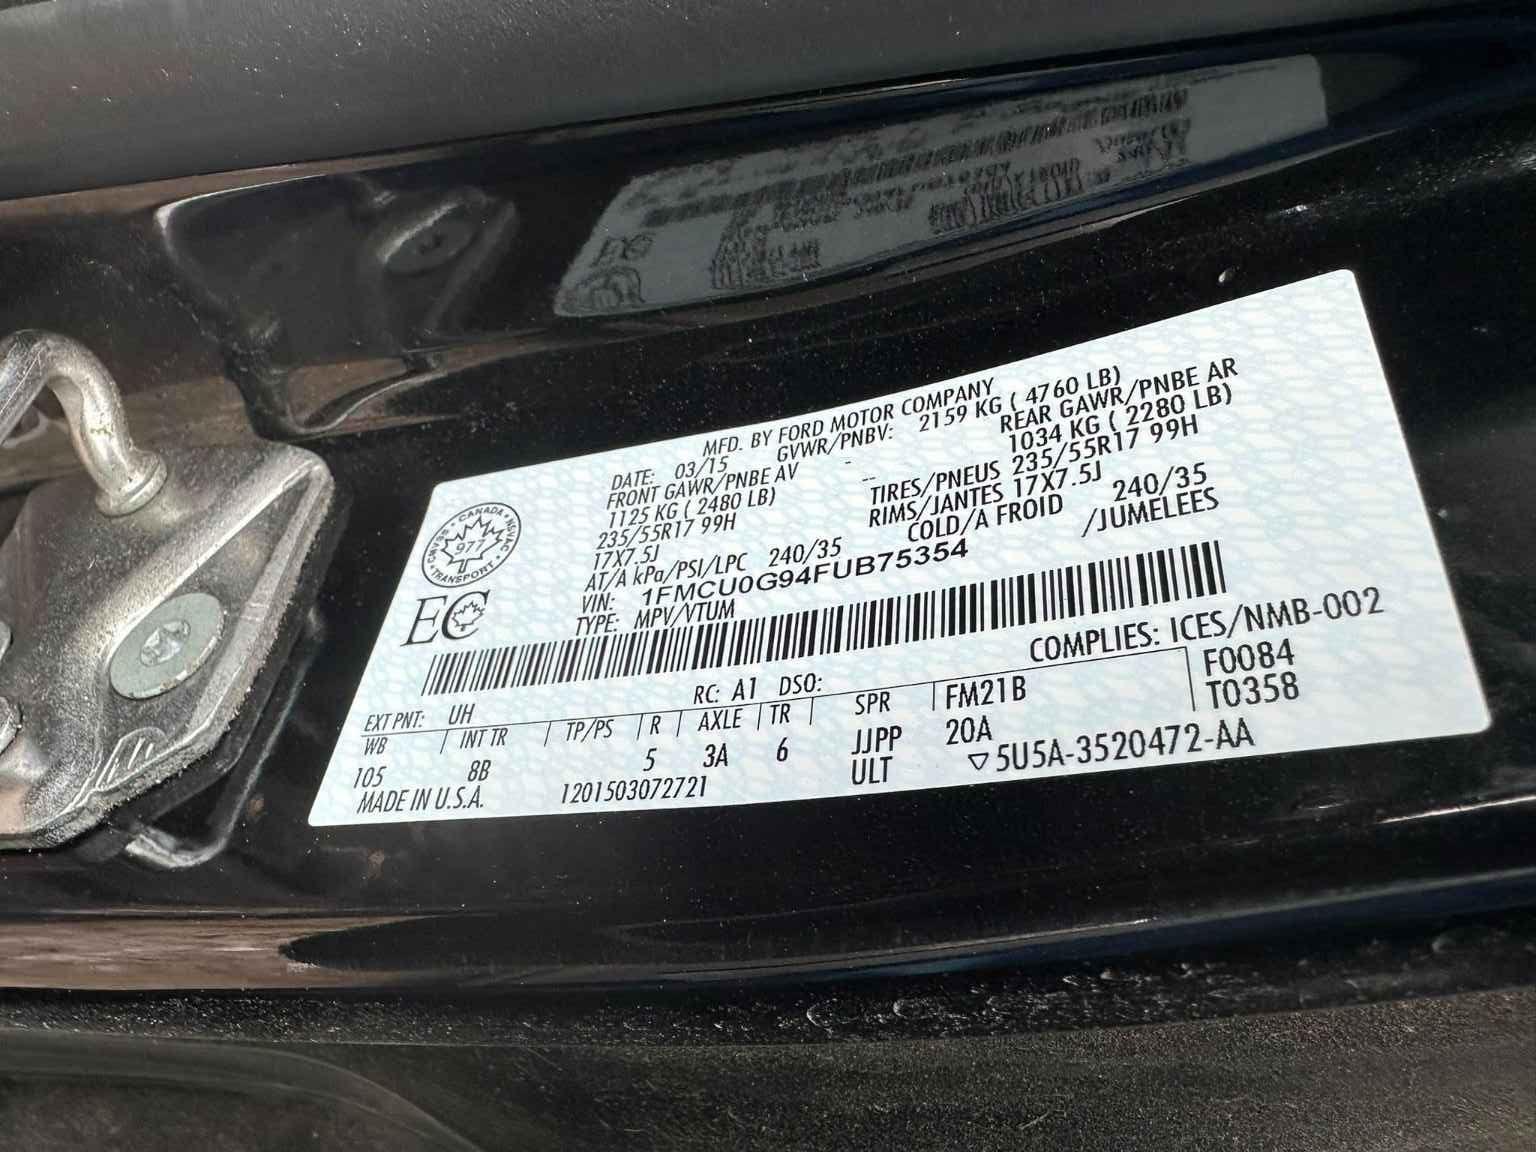 MFD. BY FORD MOTOR COMPANY
DATE: 03/15 GVWR/PNBV: 2159 KG ( 4760 LB)
FRONT GAWR/PNBE AV REAR GAWR/PNBE AR
1125 KG ( 2480 LB) 1034 KG ( 2280 LB)
235/55R17 99H TIRES/PNEUS 235/55R17 99H
17X7.5J RIMS/JANTES 17X7.5J
AT/A kPa/PSI/LPC 240/35 COLD/A FROID 240/35
VIN: 1FMCU0G94FUB75354 /JUMELEES
TYPE: MPV/VTUM
CANADA
977
TRANSPORT
EC
COMPLIES: ICES/NMB-002
RC: A1 DSO: F0084
EXT PNT: UH T0358
WB INT TR TP/PS R AXLE TR SPR FM21B
105 8B 5 3A 6 JJPP 20A
MADE IN U.S.A. 1201503072721 ULT ▽5U5A-3520472-AA